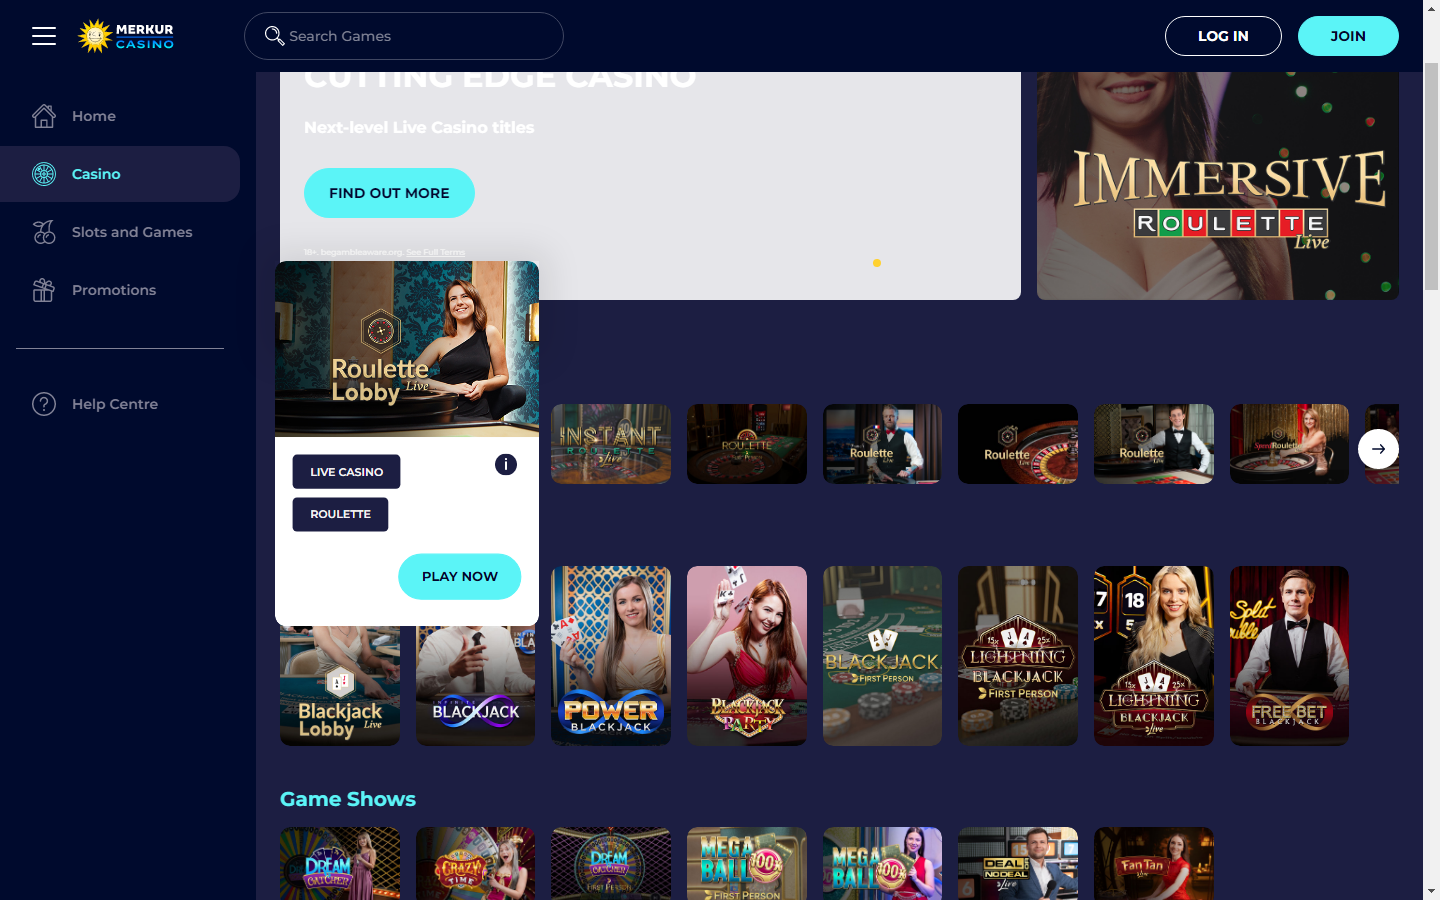 MERKUR
CASINO
Search Games
LOG IN
JOIN
Home
Casino
Slots and Games
Promotions
Help Centre
CUTTING EDGE CASINO
Next-level Live Casino titles
FIND OUT MORE
18+. begambleaware.org. See Full Terms
IMMERSIVE
ROULETTE
Live
Roulette
Lobby Live
LIVE CASINO
i
ROULETTE
PLAY NOW
INSTANT
ROULETTE
Live
ROULETTE
Roulette
Live
Roulette
Live
Roulette
Live
Speed Roulette
Blackjack
Lobby Live
INFINITE
BLACKJACK
POWER
BLACKJACK
BLACKJACK
PARTY
BLACKJACK
FIRST PERSON
15x 25x
LIGHTNING
BLACKJACK
FIRST PERSON
7 18
15x 25x
LIGHTNING
BLACKJACK
Live
Split
FREE BET
BLACKJACK
Game Shows
DREAM
CATCHER
CRAZY
TIME
DREAM
CATCHER
FIRST PERSON
MEGA
BALL
100x
FIRST PERSON
MEGA
BALL
100x
DEAL OR
NO DEAL
Live
FAN TAN
Live